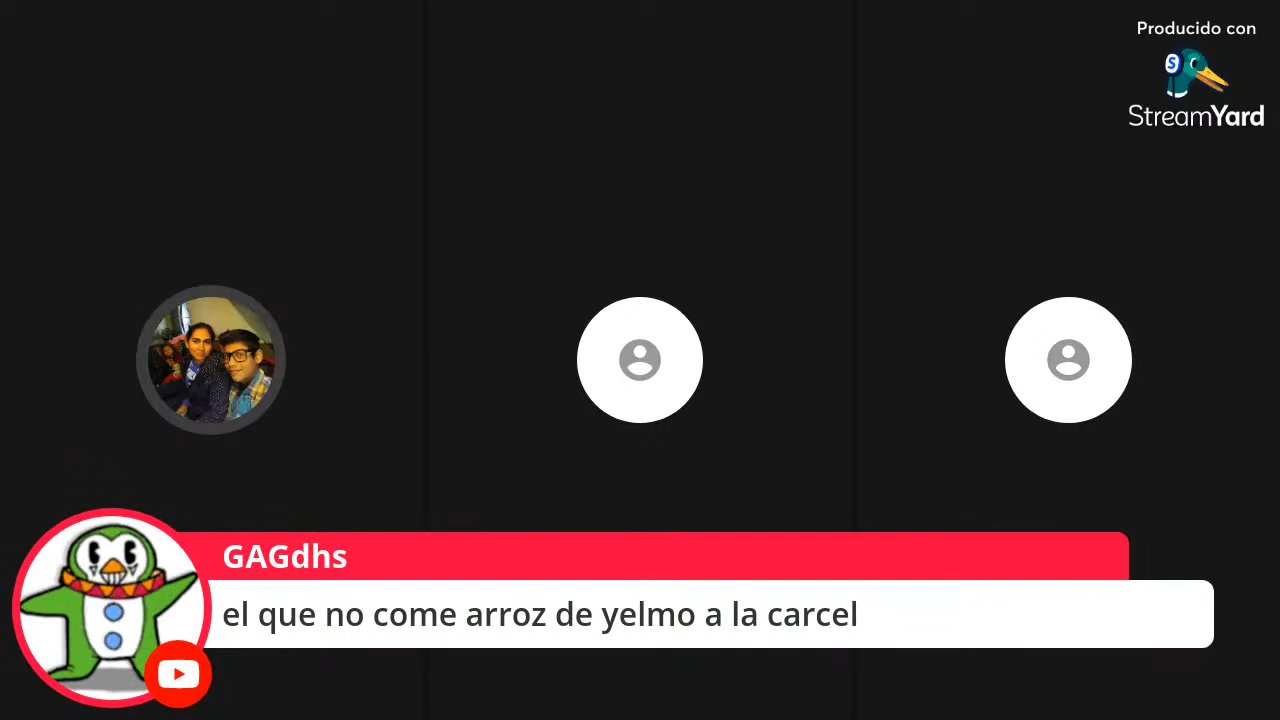 Producido con
S
StreamYard
GAGdhs
el que no come arroz de yelmo a la carcel